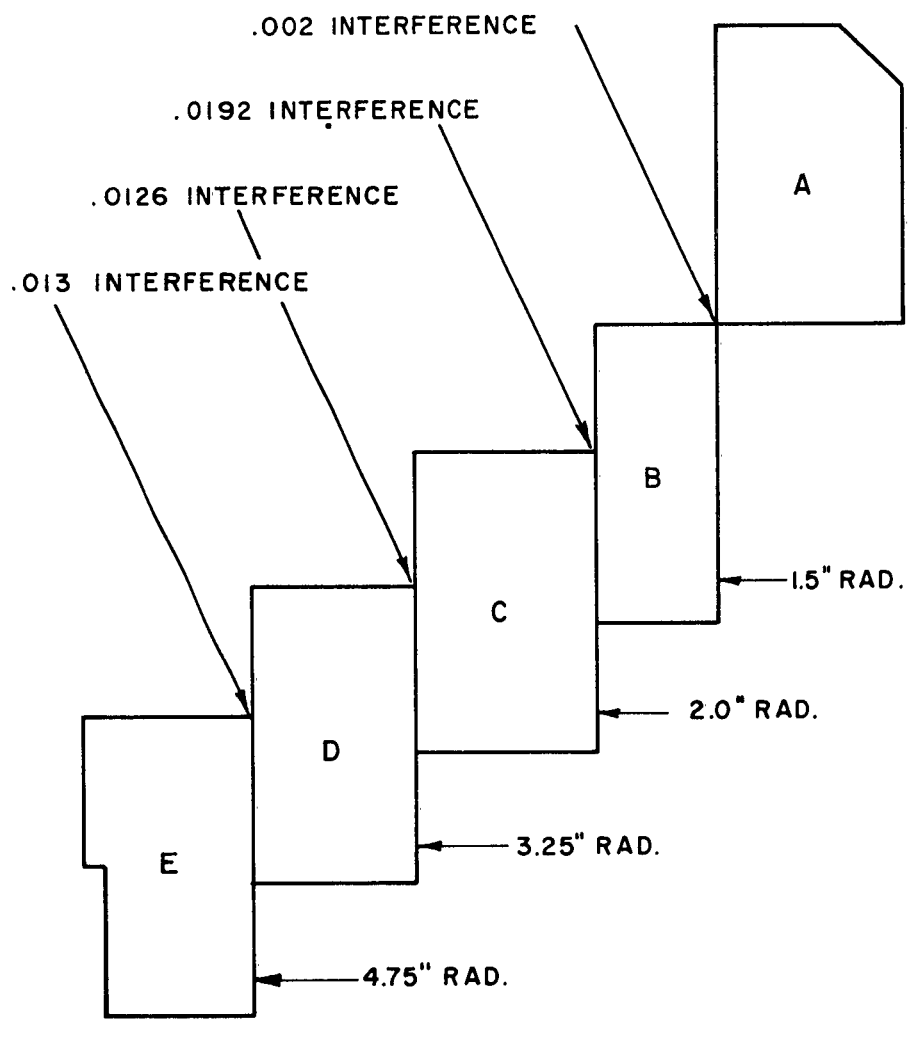 .002 INTERFERENCE
.0192 INTERFERENCE
.0126 INTERFERENCE
.013 INTERFERENCE
A
B
1.5" RAD.
C
2.0" RAD.
D
3.25" RAD.
E
4.75" RAD.